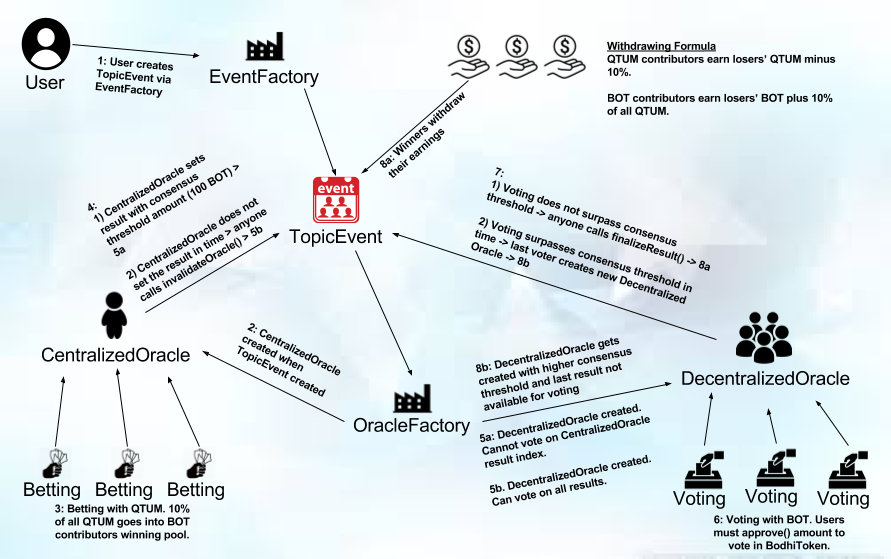 User
1: User creates
TopicEvent via
EventFactory
EventFactory
$ $ $
Withdrawing Formula
QTUM contributors earn losers' QTUM minus
10%.
BOT contributors earn losers' BOT plus 10%
of all QTUM.
8a: Winners withdraw
their earnings
event
TopicEvent
4:
1) CentralizedOracle sets
result with consensus
threshold amount (100 BOT) >
5a
2) CentralizedOracle does not
set the result in time > anyone
calls invalidateOracle() > 5b
7:
1) Voting does not surpass consensus
threshold -> anyone calls finalizeResult() -> 8a
2) Voting surpasses consensus threshold in
time -> last voter creates new Decentralized
Oracle -> 8b
CentralizedOracle
2: CentralizedOracle
created when
TopicEvent created
OracleFactory
8b: DecentralizedOracle gets
created with higher consensus
threshold and last result not
available for voting
5a: DecentralizedOracle created.
Cannot vote on CentralizedOracle
result index.
5b. DecentralizedOracle created.
Can vote on all results.
DecentralizedOracle
Betting Betting Betting
3: Betting with QTUM. 10%
of all QTUM goes into BOT
contributors winning pool.
Voting Voting Voting
6: Voting with BOT. Users
must approve() amount to
vote in BodhiToken.